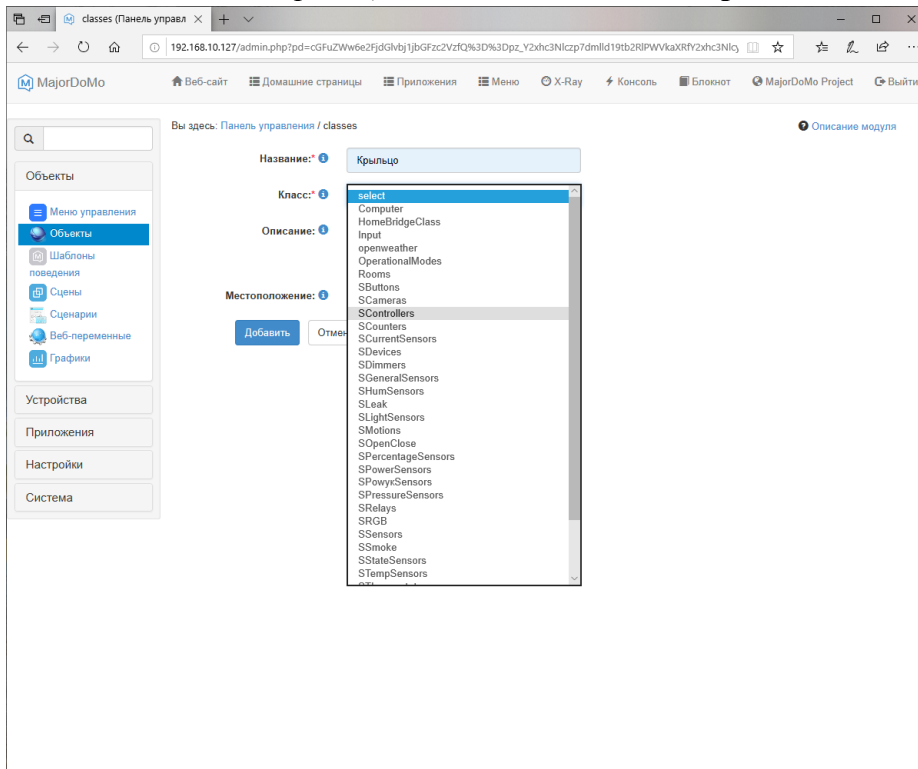 classes (Панель управл
192.168.10.127/admin.php?pd=cGFuZWw6e2FjdGlvbj1jbGFzc2VzfQ%3D%3Dpz_Y2xhc3Nlczp7dmlld19tb2RlPWVkaXRfY2xhc3Nlcy
MajorDoMo Веб-сайт Домашние страницы Приложения Меню X-Ray Консоль Блокнот MajorDoMo Project Выйти
Вы здесь: Панель управления / classes Описание модуля
Объекты
Меню управления
Объекты
Шаблоны
поведения
Сцены
Сценарии
Веб-переменные
Графики
Устройства
Приложения
Настройки
Система
Название:* Крыльцо
Класс:*
Описание:
Местоположение:
Добавить Отмен
select
Computer
HomeBridgeClass
Input
openweather
OperationalModes
Rooms
SButtons
SCameras
SControllers
SCounters
SCurrentSensors
SDevices
SDimmers
SGeneralSensors
SHumSensors
SLeak
SLightSensors
SMotions
SOpenClose
SPercentageSensors
SPowerSensors
SPowyкSensors
SPressureSensors
SRelays
SRGB
SSensors
SSmoke
SStateSensors
STempSensors